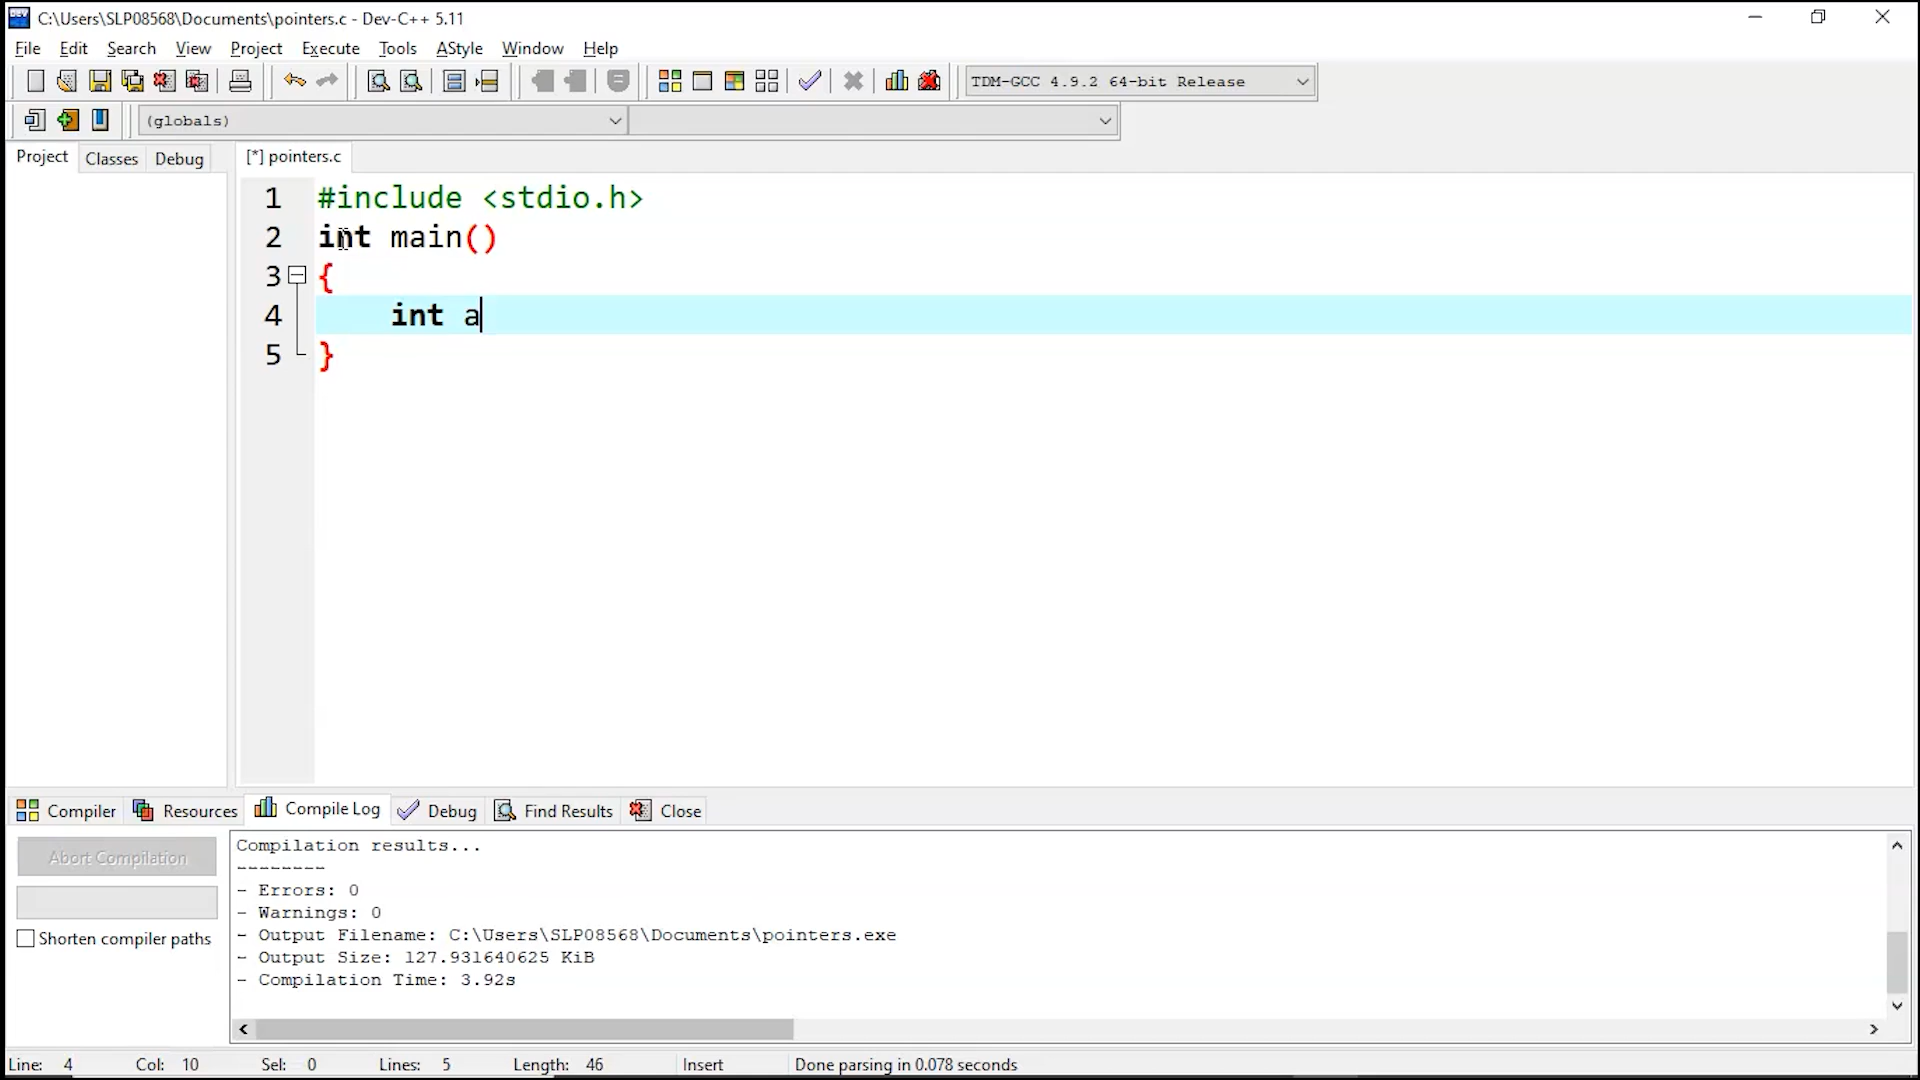 C:\Users\SLP08568\Documents\pointers.c - Dev-C++ 5.11
File Edit Search View Project Execute Tools AStyle Window Help
TDM-GCC 4.9.2 64-bit Release
(globals)
Project Classes Debug
[*] pointers.c
1 #include <stdio.h>
2 int main()
3 {
4 int a
5 }
Compiler Resources Compile Log Debug Find Results Close
Abort Compilation
Shorten compiler paths
Compilation results...
--------
- Errors: 0
- Warnings: 0
- Output Filename: C:\Users\SLP08568\Documents\pointers.exe
- Output Size: 127.931640625 KiB
- Compilation Time: 3.92s
Line: 4 Col: 10 Sel: 0 Lines: 5 Length: 46 Insert Done parsing in 0.078 seconds